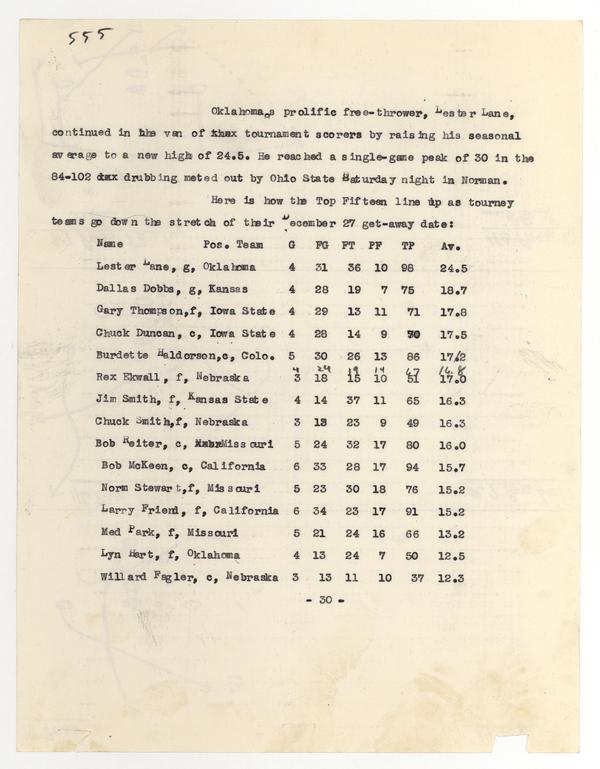 555
Oklahoma,s prolific free-thrower, Lester Lane,
continued in the van of thax tournament scorers by raising his seasonal
average to a new high of 24.5. He reached a single-game peak of 30 in the
84-102 drubbing meted out by Ohio State Saturday night in Norman.
Here is how the Top Fifteen line up as tourney
teams go down the stretch of their December 27 get-away date:
Name Pos. Team G FG FT PF TP Av.
Lester Lane, g, Oklahoma 4 31 36 10 98 24.5
Dallas Dobbs, g, Kansas 4 28 19 7 75 18.7
Gary Thompson,f, Iowa State 4 29 13 11 71 17.8
Chuck Duncan, c, Iowa State 4 28 14 9 70 17.5
Burdette Haldorson,c, Colo. 5 30 26 13 86 17.2
4 24 19 14 67 16.8
Rex Ekwall, f, Nebraska 3 18 15 10 51 17.0
Jim Smith, f, Kansas State 4 14 37 11 65 16.3
Chuck Smith,f, Nebraska 3 13 23 9 49 16.3
Bob Reiter, c, Missouri 5 24 32 17 80 16.0
Bob McKeen, c, California 6 33 28 17 94 15.7
Norm Stewart,f, Missouri 5 23 30 18 76 15.2
Larry Friend, f, California 6 34 23 17 91 15.2
Med Park, f, Missouri 5 21 24 16 66 13.2
Lyn Hart, f, Oklahoma 4 13 24 7 50 12.5
Willard Fagler, c, Nebraska 3 13 11 10 37 12.3
- 30 -